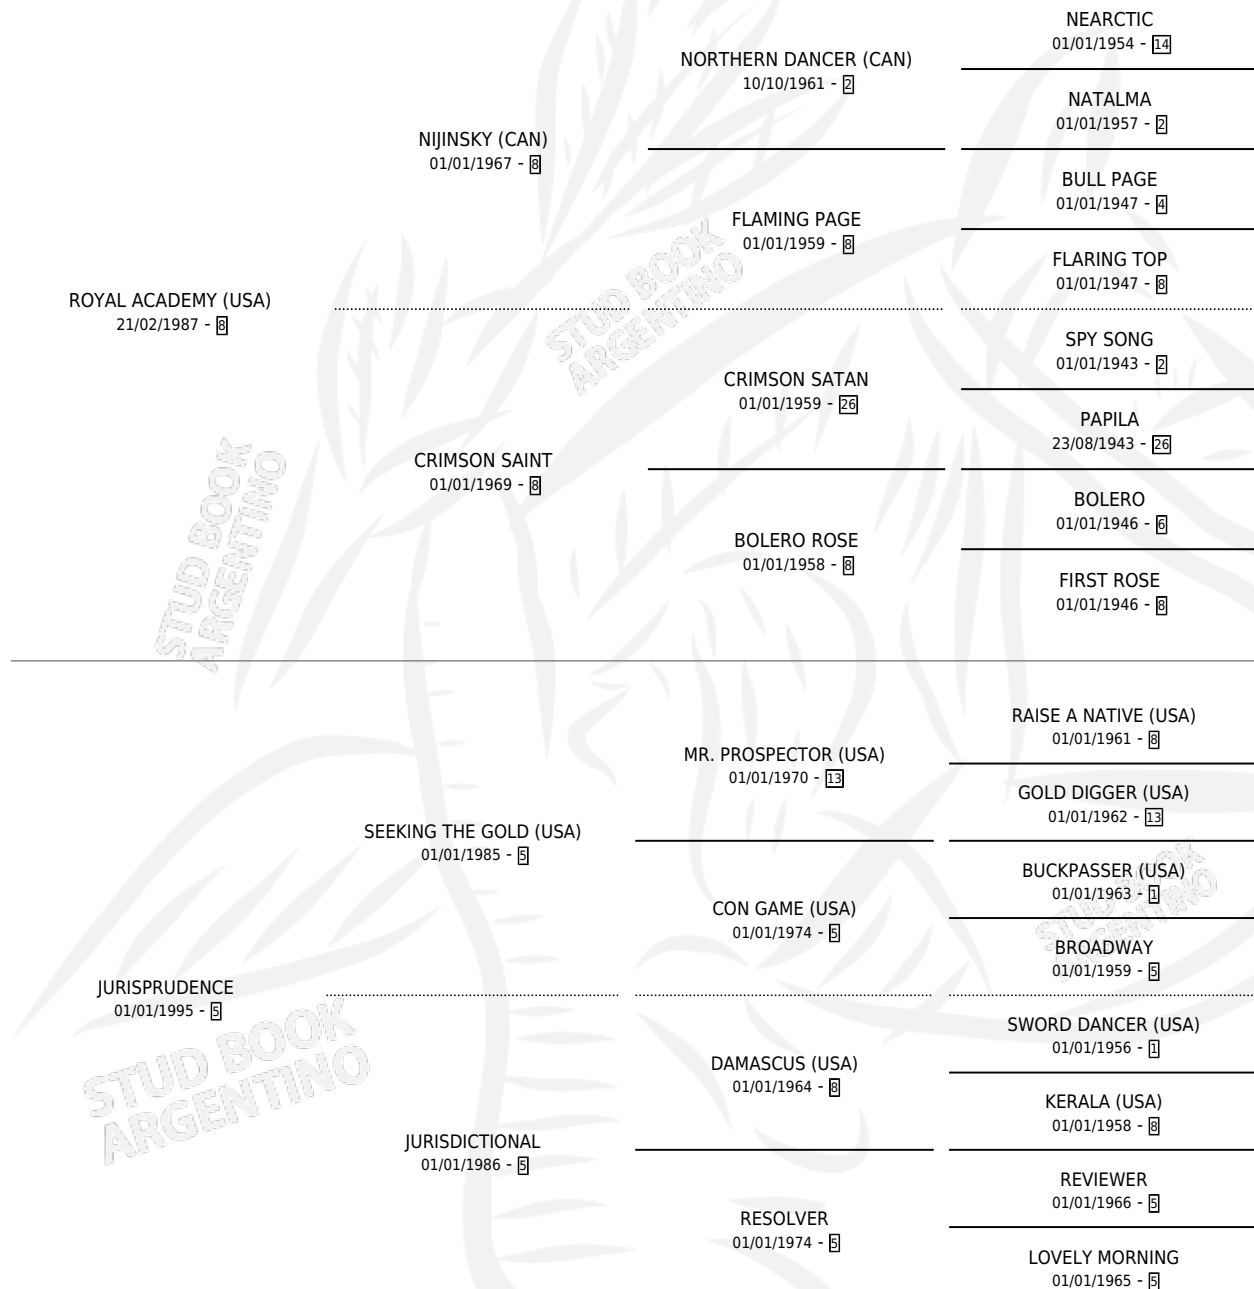 NEARCTIC
01/01/1954 - 14
NORTHERN DANCER (CAN)
10/10/1961 - 2
NATALMA
01/01/1957 - 2
NIJINSKY (CAN)
01/01/1967 - 8
BULL PAGE
01/01/1947 - 4
FLAMING PAGE
01/01/1959 - 8
FLARING TOP
01/01/1947 - 8
ROYAL ACADEMY (USA)
21/02/1987 - 8
SPY SONG
01/01/1943 - 2
CRIMSON SATAN
01/01/1959 - 26
PAPILA
23/08/1943 - 26
CRIMSON SAINT
01/01/1969 - 8
BOLERO
01/01/1946 - 6
BOLERO ROSE
01/01/1958 - 8
FIRST ROSE
01/01/1946 - 8
RAISE A NATIVE (USA)
01/01/1961 - 8
MR. PROSPECTOR (USA)
01/01/1970 - 13
GOLD DIGGER (USA)
01/01/1962 - 13
SEEKING THE GOLD (USA)
01/01/1985 - 5
BUCKPASSER (USA)
01/01/1963 - 1
CON GAME (USA)
01/01/1974 - 5
BROADWAY
01/01/1959 - 5
JURISPRUDENCE
01/01/1995 - 5
SWORD DANCER (USA)
01/01/1956 - 1
DAMASCUS (USA)
01/01/1964 - 8
KERALA (USA)
01/01/1958 - 8
JURISDICTIONAL
01/01/1986 - 5
REVIEWER
01/01/1966 - 5
RESOLVER
01/01/1974 - 5
LOVELY MORNING
01/01/1965 - 5
STUD BOOK
ARGENTINO
STUD BOOK
ARGENTINO
STUD BOOK
ARGENTINO
STUD BOOK
ARGENTINO